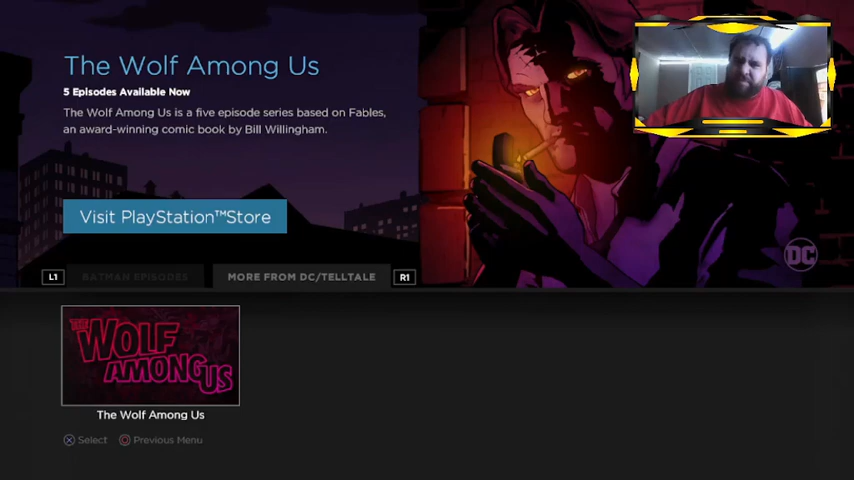 The Wolf Among Us
5 Episodes Available Now
The Wolf Among Us is a five episode series based on Fables,
an award-winning comic book by Bill Willingham.
Visit PlayStation™Store
L1
BATMAN EPISODES
MORE FROM DC/TELLTALE
R1
DC
THE WOLF
AMONG US
The Wolf Among Us
Select
Previous Menu